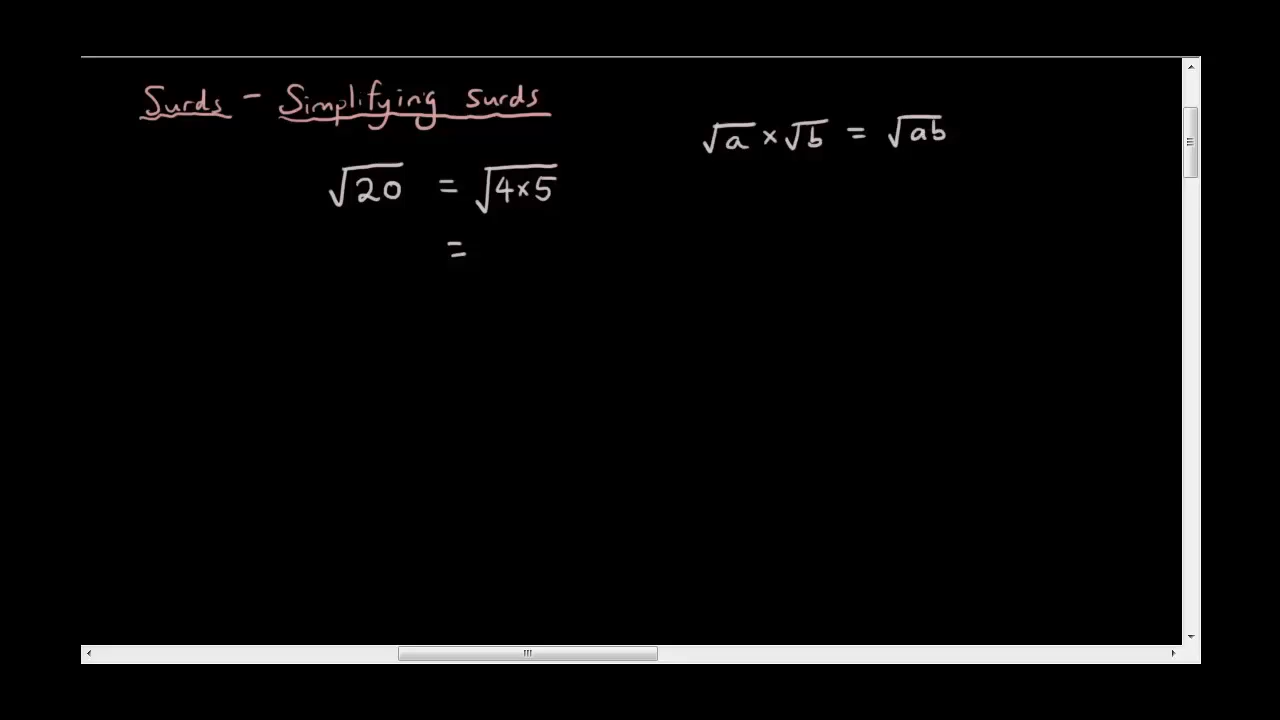 Surds - Simplifying surds
√a × √b = √ab
√20 = √4×5
=